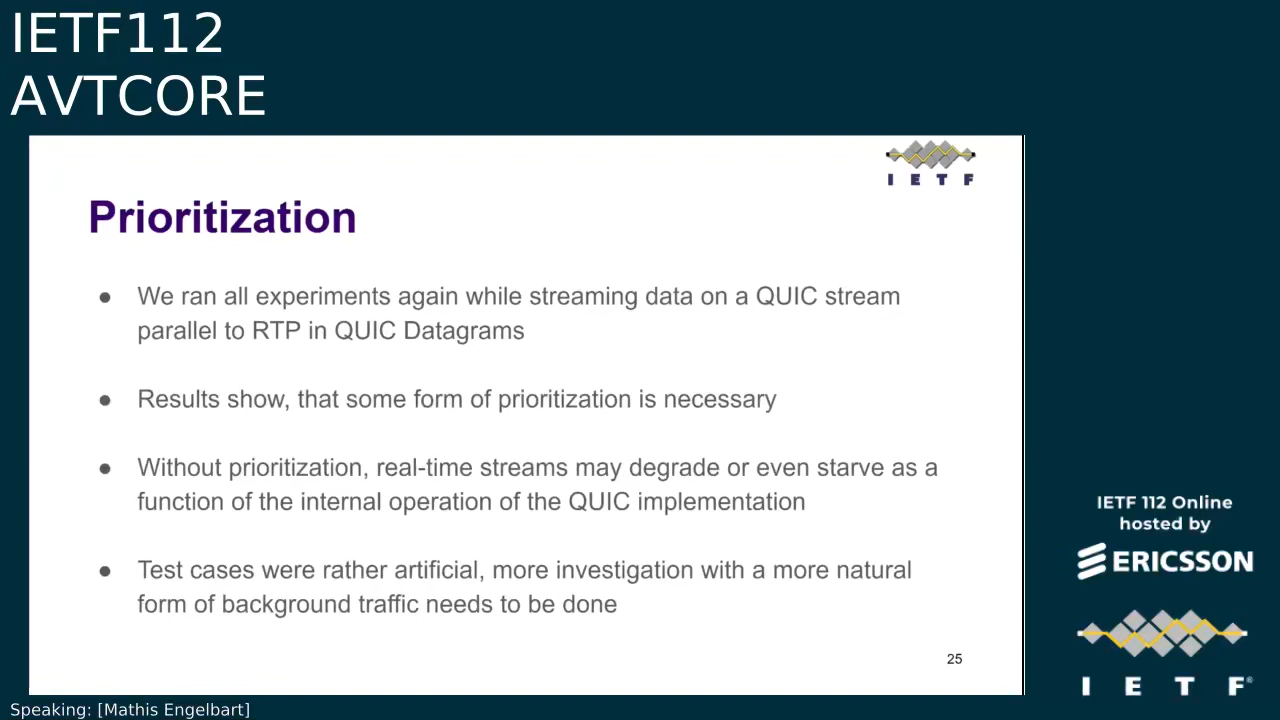 IETF112
AVTCORE
I E T F
Prioritization
● We ran all experiments again while streaming data on a QUIC stream
parallel to RTP in QUIC Datagrams
● Results show, that some form of prioritization is necessary
● Without prioritization, real-time streams may degrade or even starve as a
function of the internal operation of the QUIC implementation
● Test cases were rather artificial, more investigation with a more natural
form of background traffic needs to be done
25
IETF 112 Online
hosted by
ERICSSON
I E T F®
Speaking: [Mathis Engelbart]